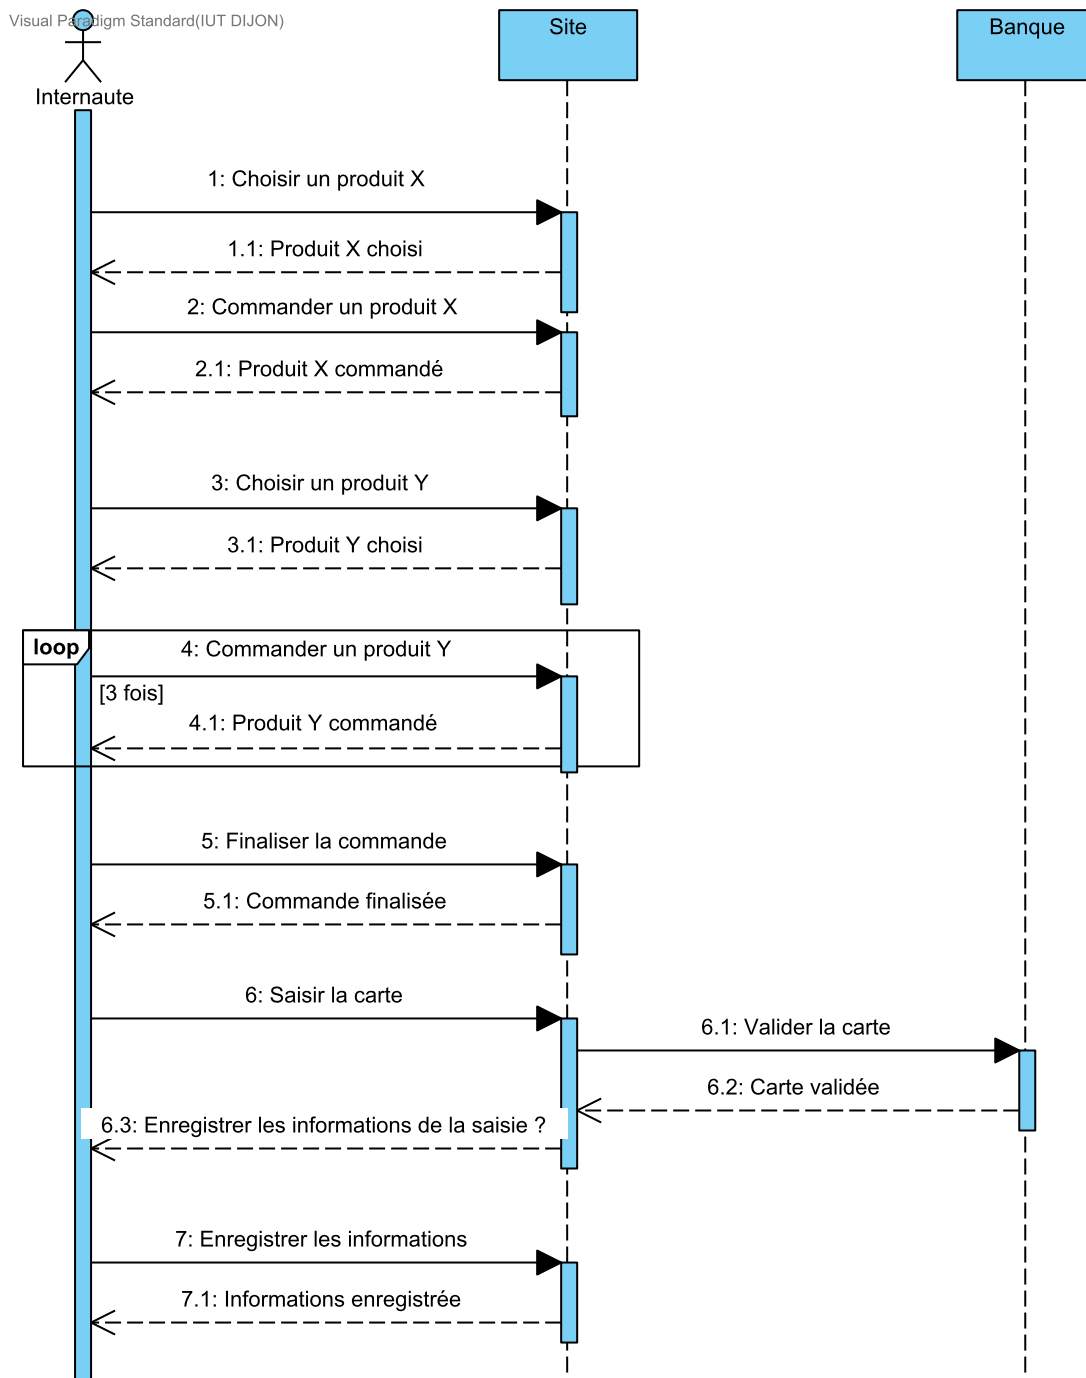 Visual Paradigm Standard(IUT DIJON)
Site
Banque
Internaute
1: Choisir un produit X
1.1: Produit X choisi
2: Commander un produit X
2.1: Produit X commandé
3: Choisir un produit Y
3.1: Produit Y choisi
loop
4: Commander un produit Y
[3 fois]
4.1: Produit Y commandé
5: Finaliser la commande
5.1: Commande finalisée
6: Saisir la carte
6.1: Valider la carte
6.2: Carte validée
6.3: Enregistrer les informations de la saisie ?
7: Enregistrer les informations
7.1: Informations enregistrée